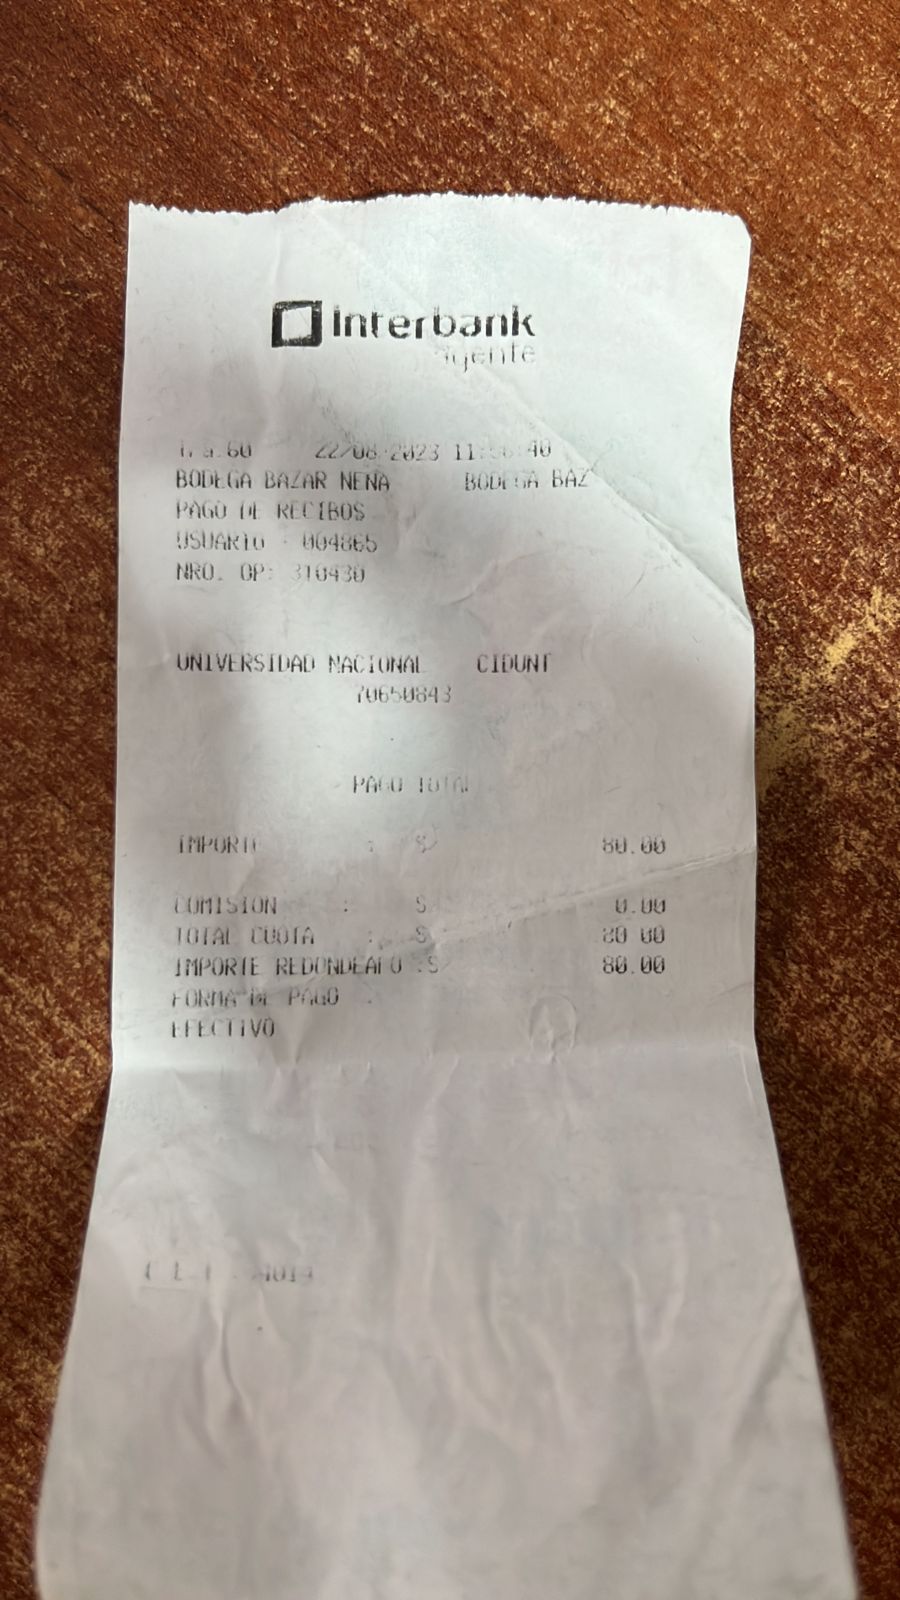 Interbank
agente
22/08/2023
BODEGA BAZAR NENA BODEGA BAZ
PAGO DE RECIBOS
USUARIO : 004865
NRO. OP: 310430
UNIVERSIDAD NACIONAL CIDUNT
70650843
PAGO TOTAL
IMPORTE : S/ 80.00
COMISION : S/ 0.00
TOTAL CUOTA : S/ 80.00
IMPORTE REDONDEADO :S/ 80.00
FORMA DE PAGO :
EFECTIVO